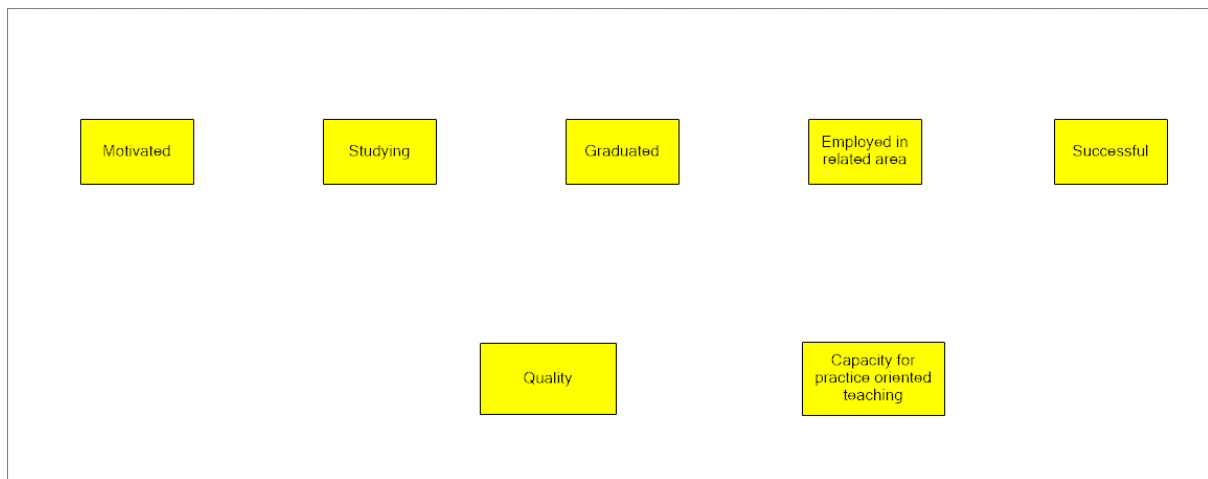 Motivated
Studying
Graduated
Employed in
related area
Successful
Quality
Capacity for
practice oriented
teaching